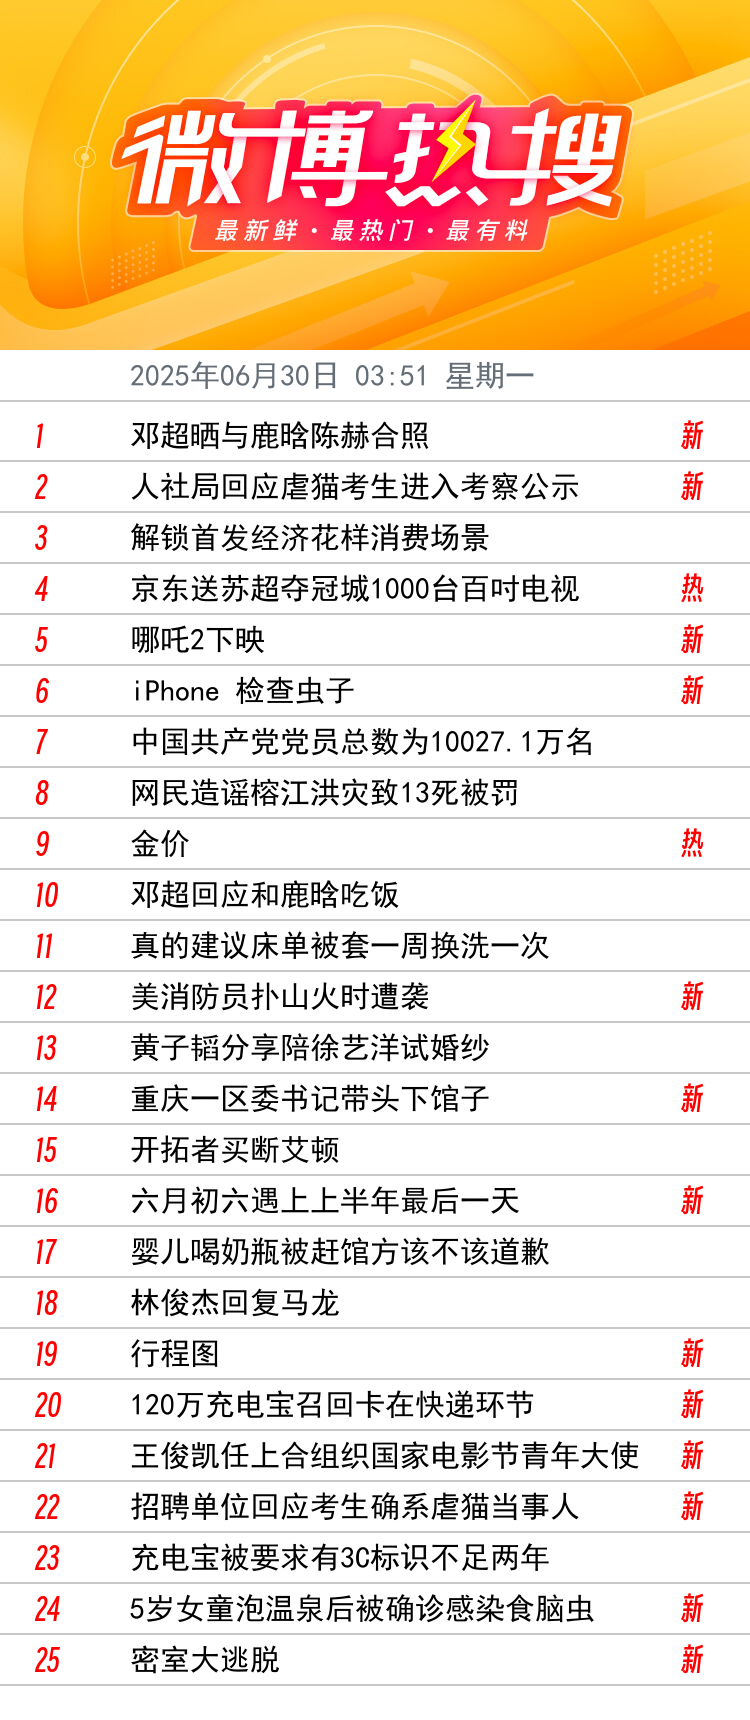 微博热搜
最新鲜·最热门·最有料
2025年06月30日 03:51 星期一
1 邓超晒与鹿晗陈赫合照 新
2 人社局回应虐猫考生进入考察公示 新
3 解锁首发经济花样消费场景
4 京东送苏超夺冠城1000台百吋电视 热
5 哪吒2下映 新
6 iPhone 检查虫子 新
7 中国共产党党员总数为10027.1万名
8 网民造谣榕江洪灾致13死被罚
9 金价 热
10 邓超回应和鹿晗吃饭
11 真的建议床单被套一周换洗一次
12 美消防员扑山火时遭袭 新
13 黄子韬分享陪徐艺洋试婚纱
14 重庆一区委书记带头下馆子 新
15 开拓者买断艾顿
16 六月初六遇上上半年最后一天 新
17 婴儿喝奶瓶被赶馆方该不该道歉
18 林俊杰回复马龙
19 行程图 新
20 120万充电宝召回卡在快递环节 新
21 王俊凯任上合组织国家电影节青年大使 新
22 招聘单位回应考生确系虐猫当事人 新
23 充电宝被要求有3C标识不足两年
24 5岁女童泡温泉后被确诊感染食脑虫 新
25 密室大逃脱 新